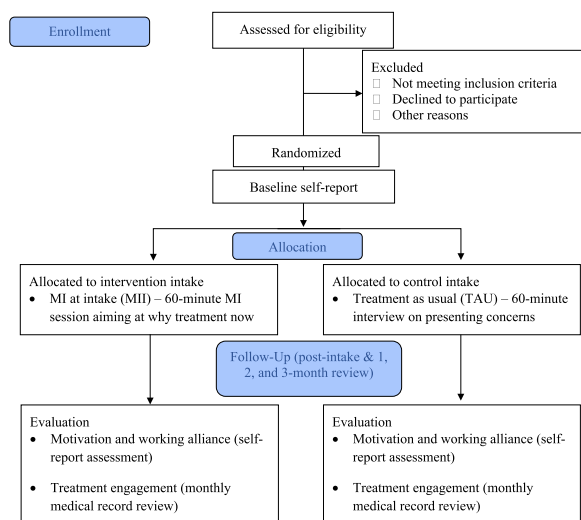 Enrollment
Assessed for eligibility
Excluded
Not meeting inclusion criteria
Declined to participate
Other reasons
Randomized
Baseline self-report
Allocation
Allocated to intervention intake
• MI at intake (MII) – 60-minute MI
session aiming at why treatment now
Allocated to control intake
• Treatment as usual (TAU) – 60-minute
interview on presenting concerns
Follow-Up (post-intake & 1,
2, and 3-month review)
Evaluation
• Motivation and working alliance (self-
report assessment)
• Treatment engagement (monthly
medical record review)
Evaluation
• Motivation and working alliance (self-
report assessment)
• Treatment engagement (monthly
medical record review)